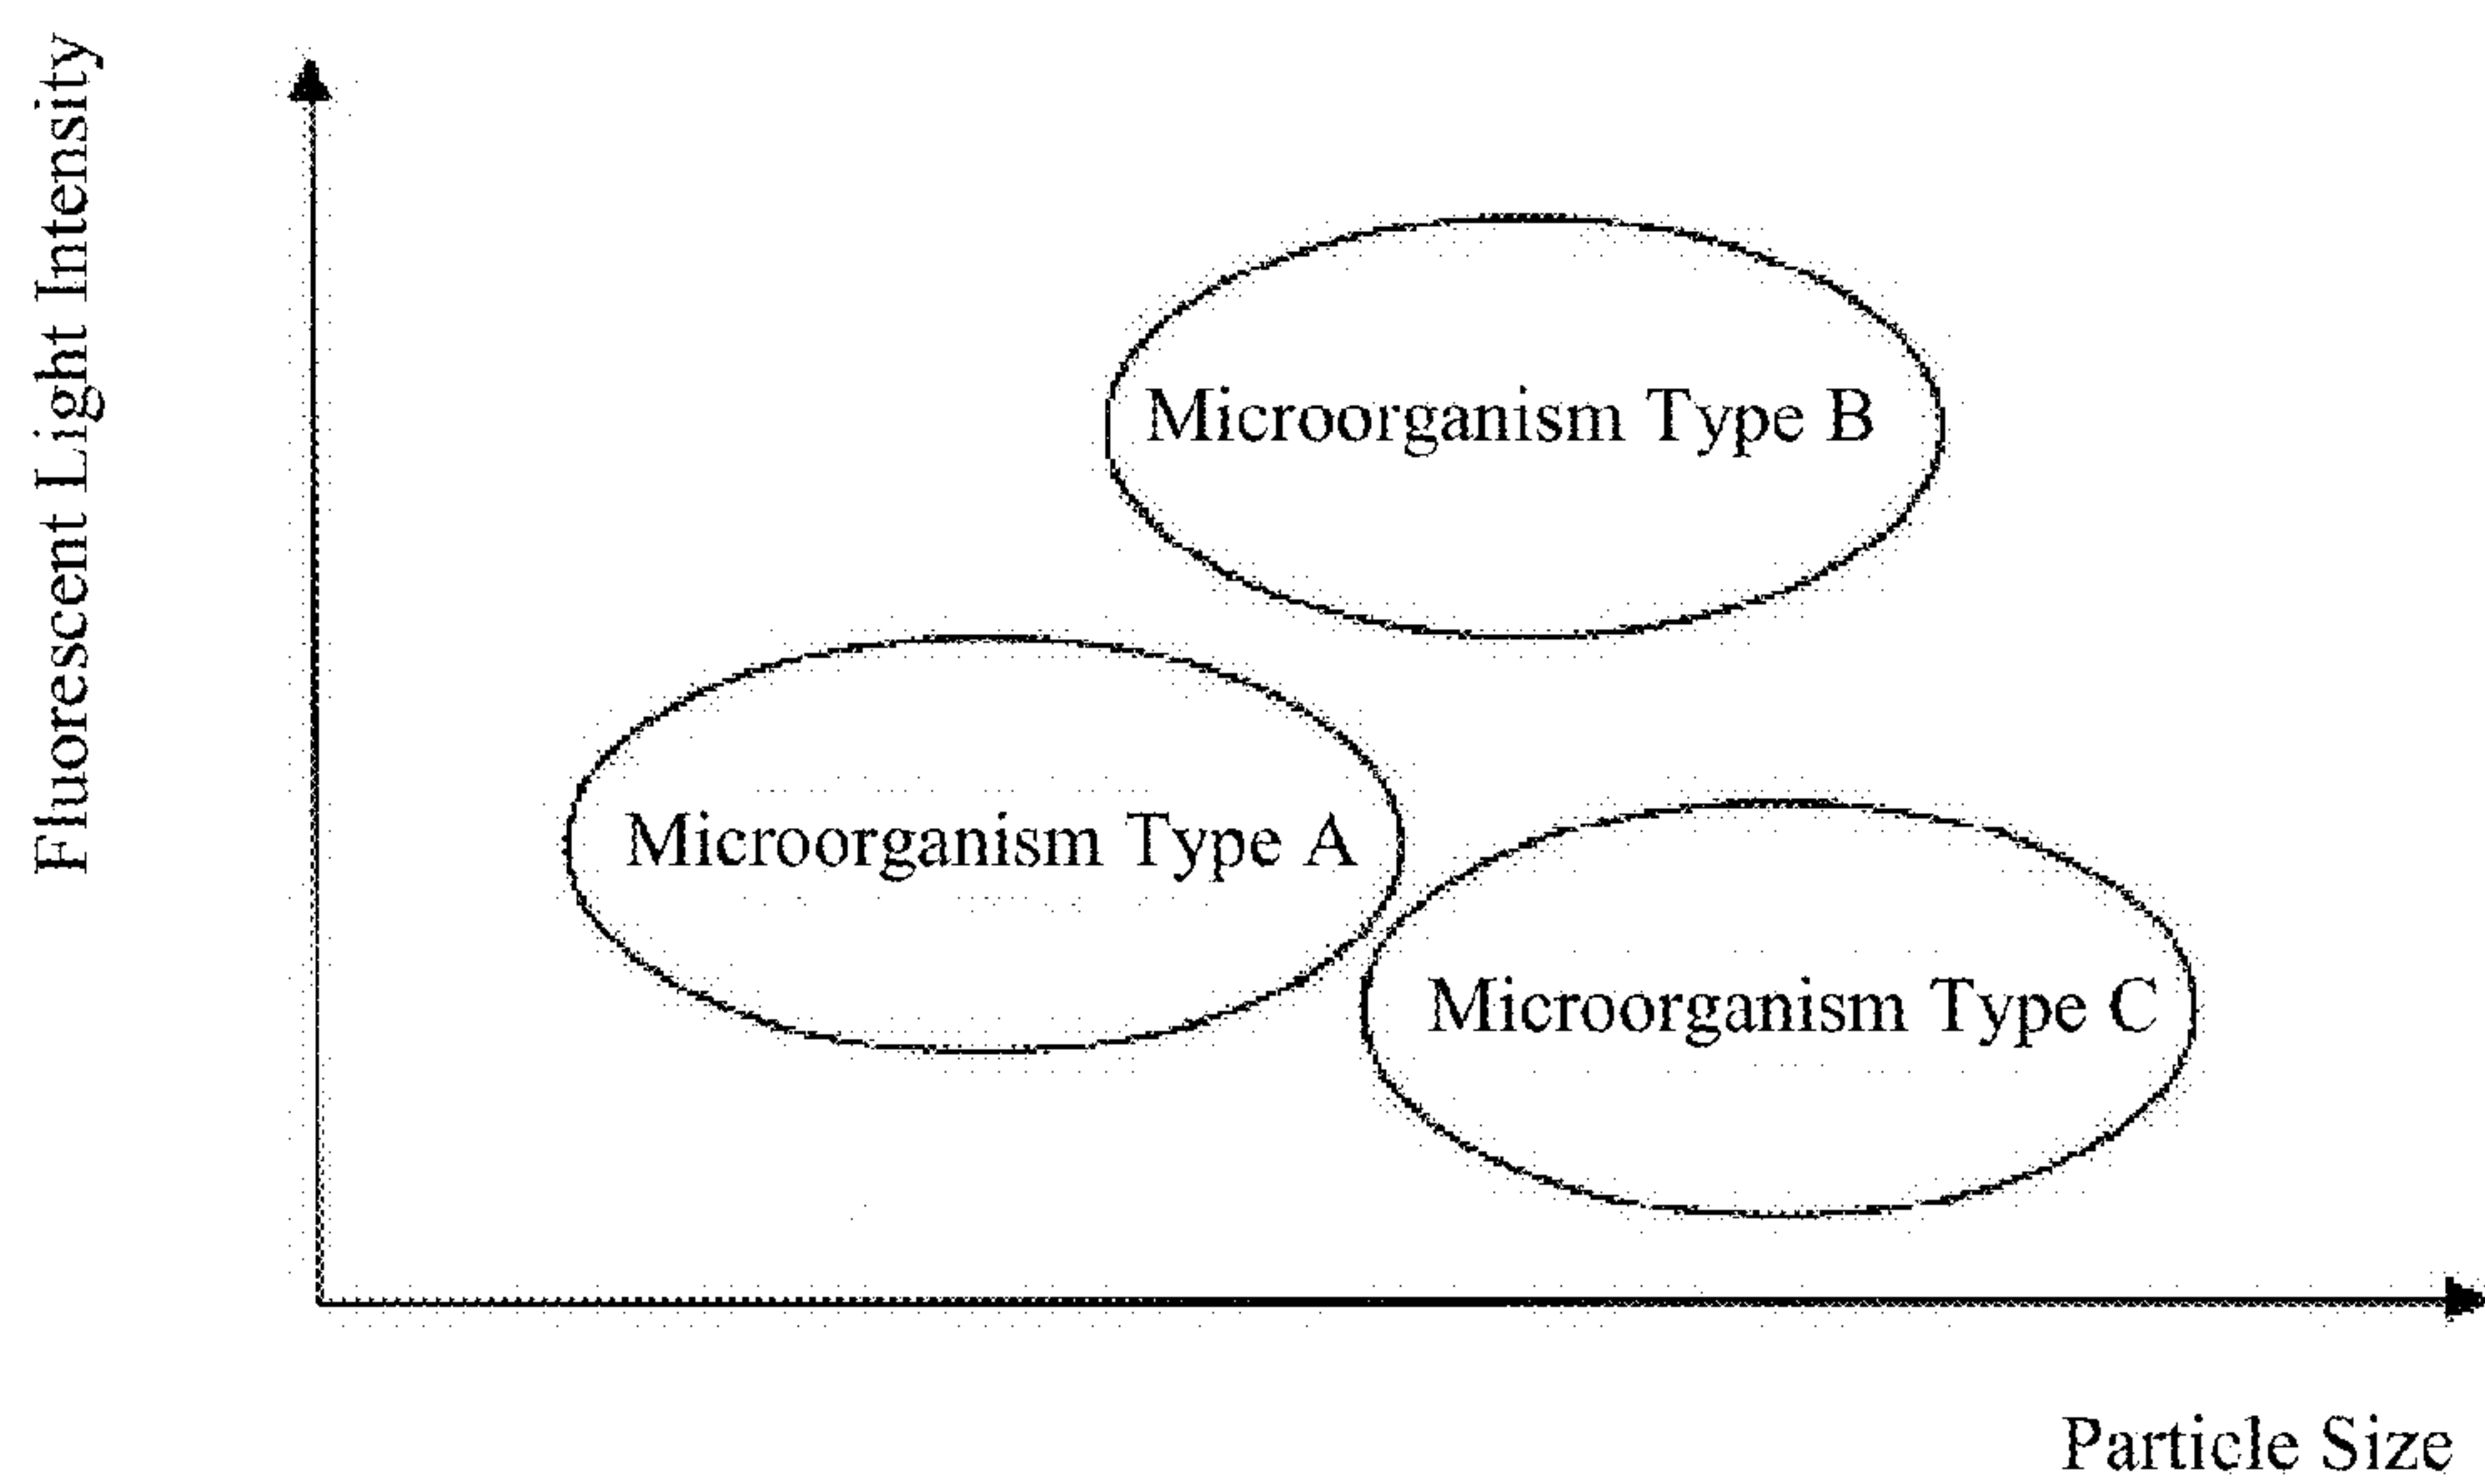 Fluorescent Light Intensity
Microorganism Type B
Microorganism Type A
Microorganism Type C
Particle Size